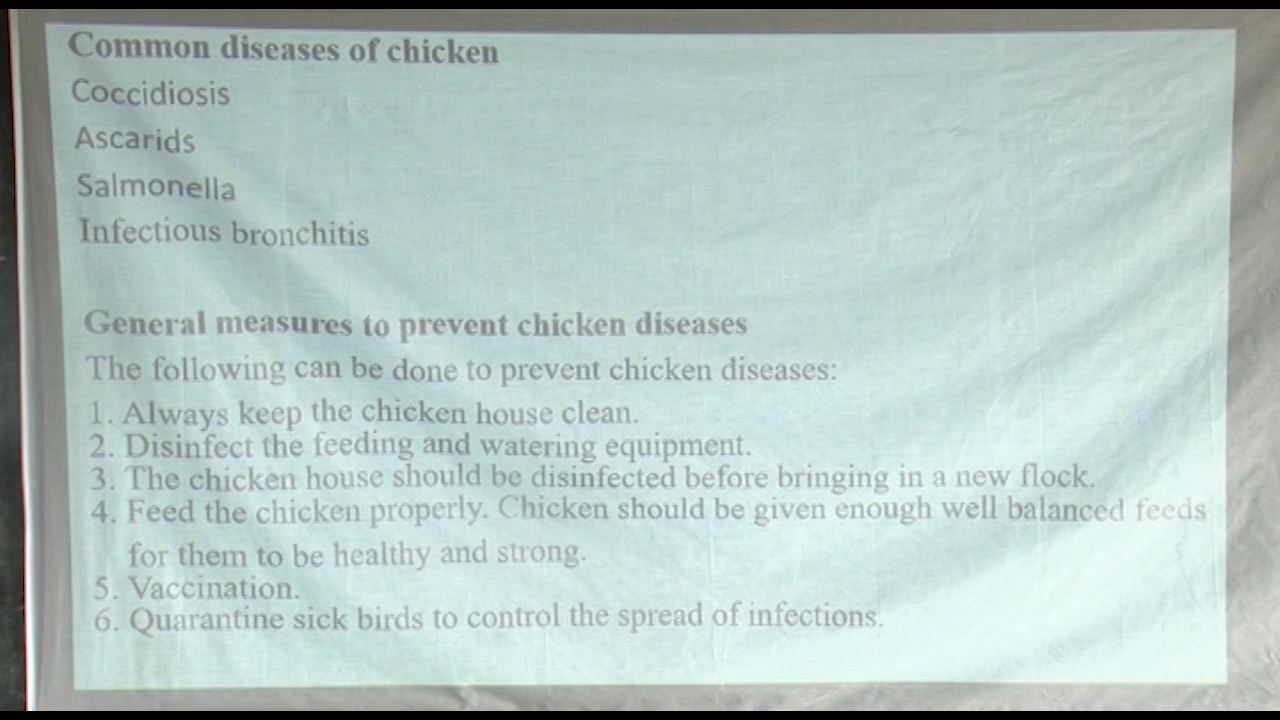 Common diseases of chicken
Coccidiosis
Ascarids
Salmonella
Infectious bronchitis
General measures to prevent chicken diseases
The following can be done to prevent chicken diseases:
1. Always keep the chicken house clean.
2. Disinfect the feeding and watering equipment.
3. The chicken house should be disinfected before bringing in a new flock.
4. Feed the chicken properly. Chicken should be given enough well balanced feeds
for them to be healthy and strong.
5. Vaccination.
6. Quarantine sick birds to control the spread of infections.